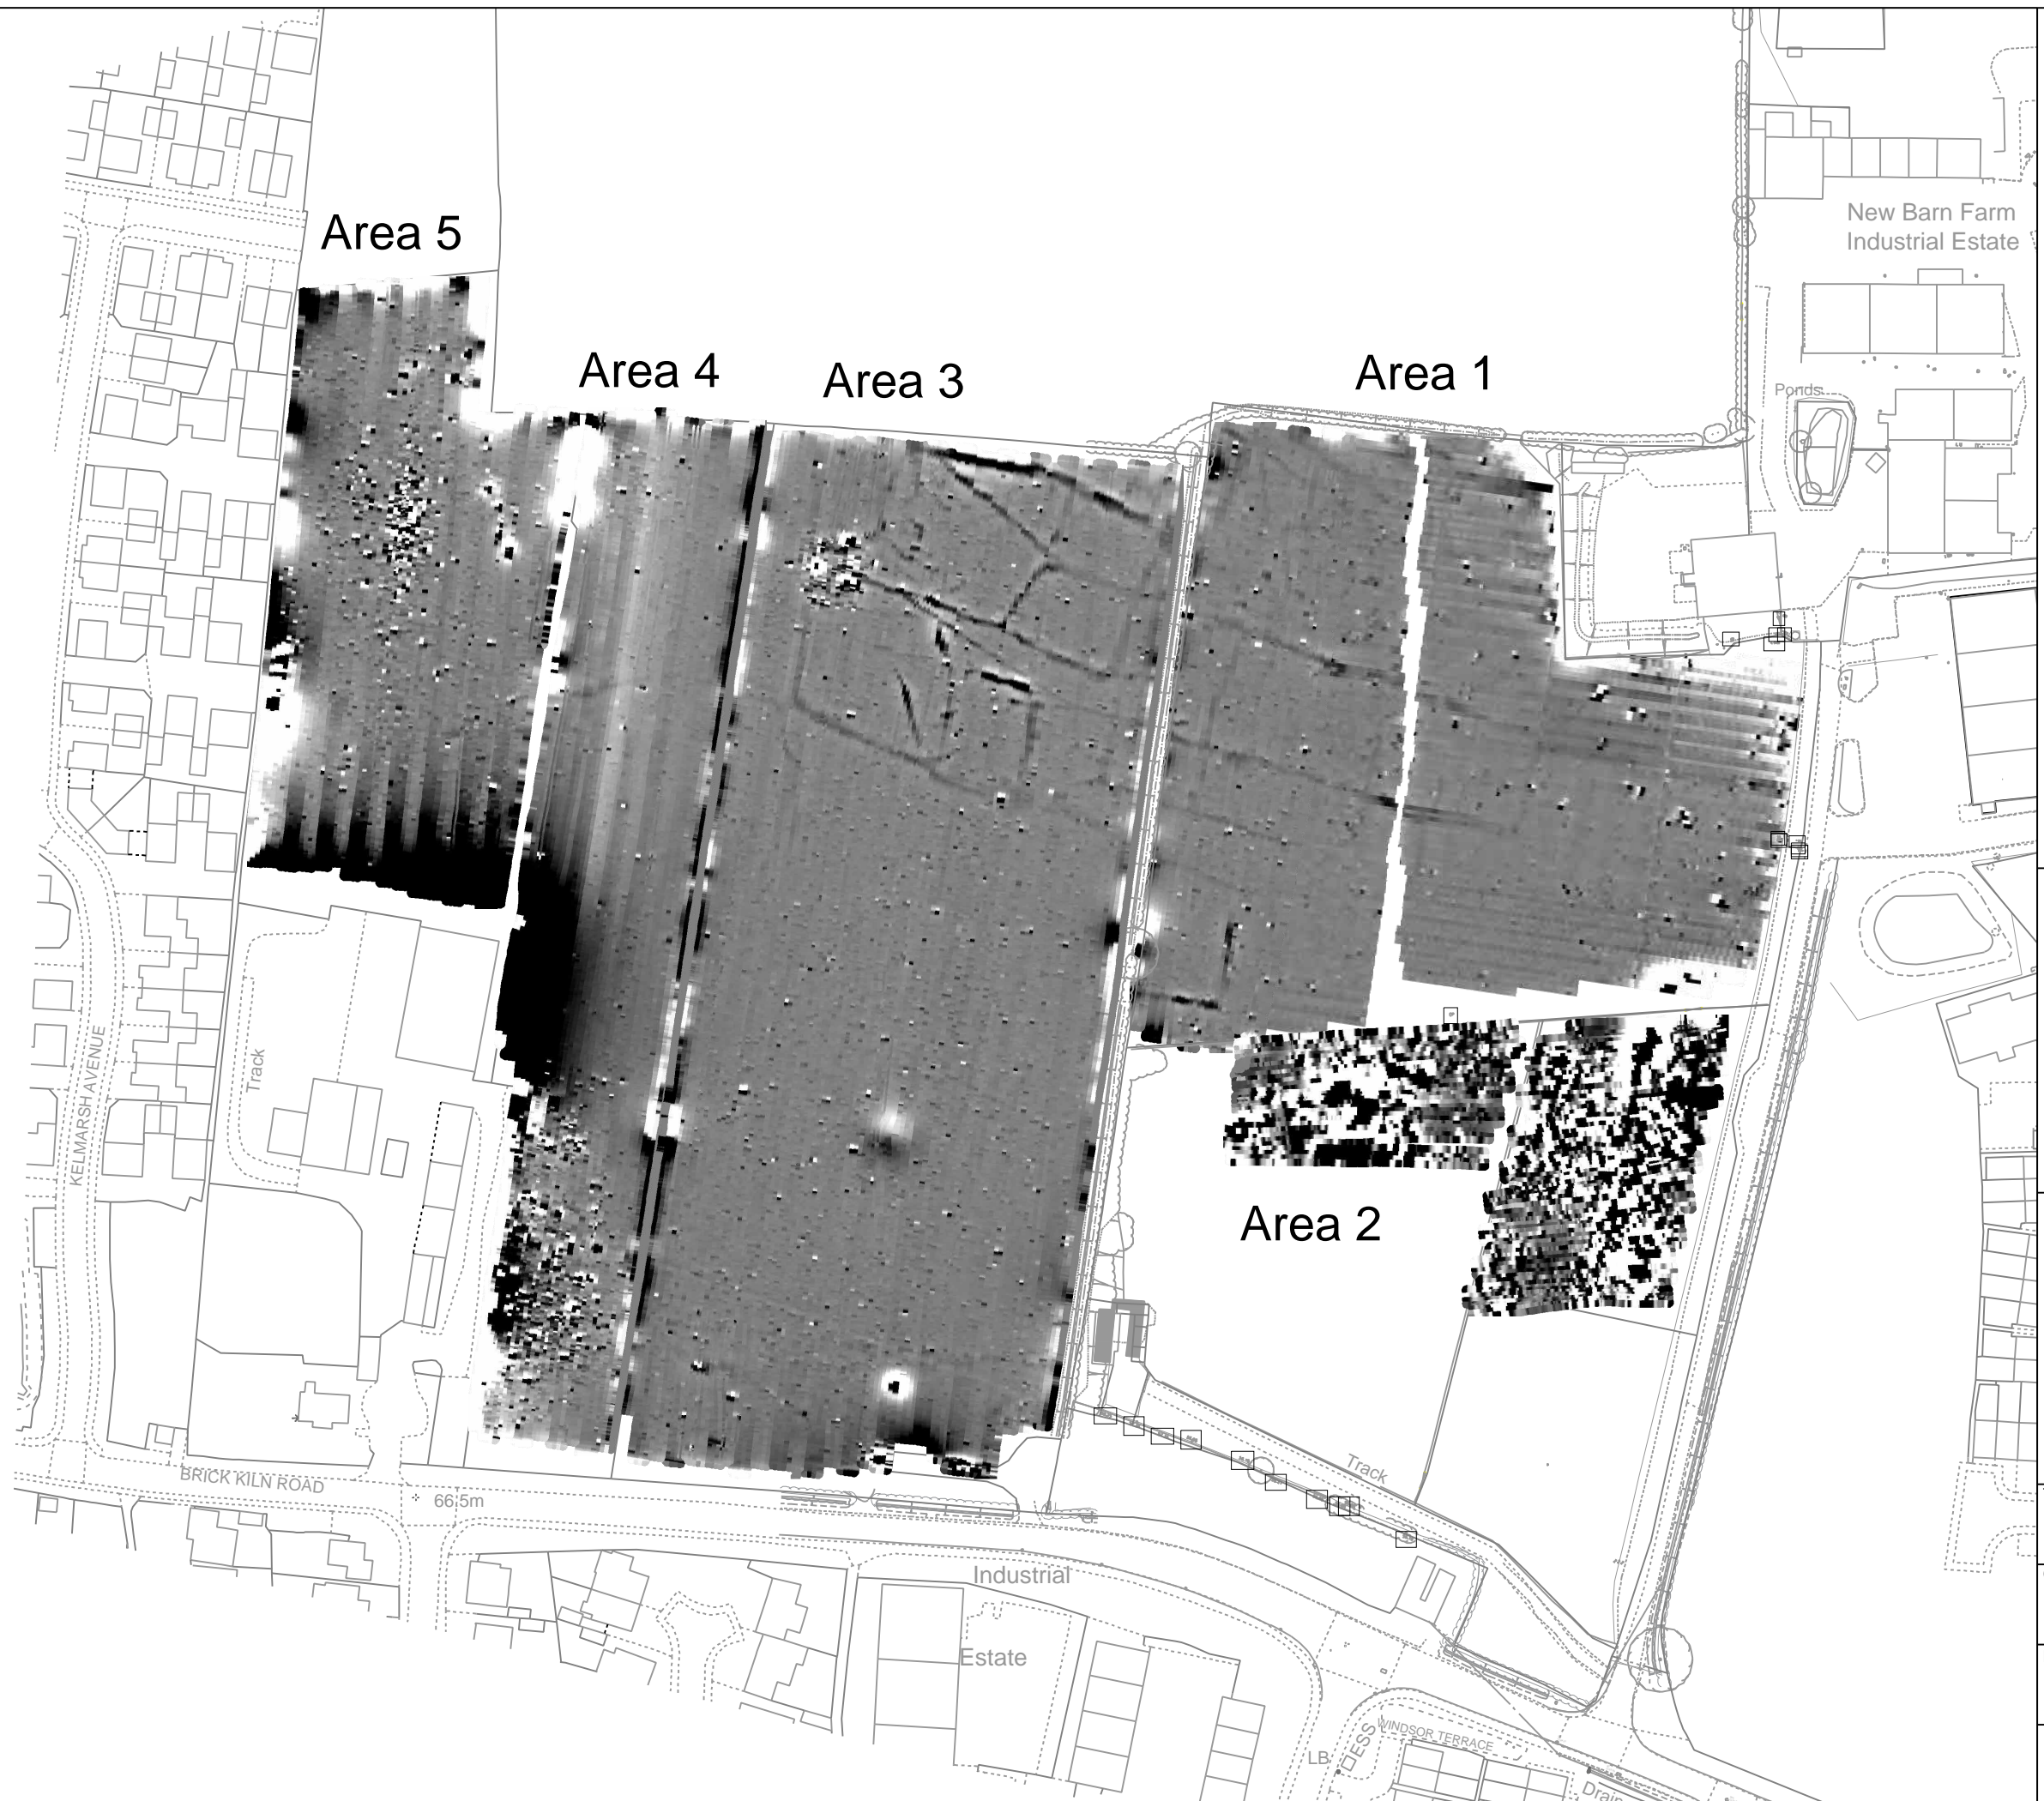 New Barn Farm
Industrial Estate
Area 5
Area 4
Area 3
Area 1
Ponds
Area 2
Track
KELMARSH AVENUE
BRICK KILN ROAD
66.5m
Track
Industrial
Estate
WINDSOR TERRACE
ESS
LB
Drain